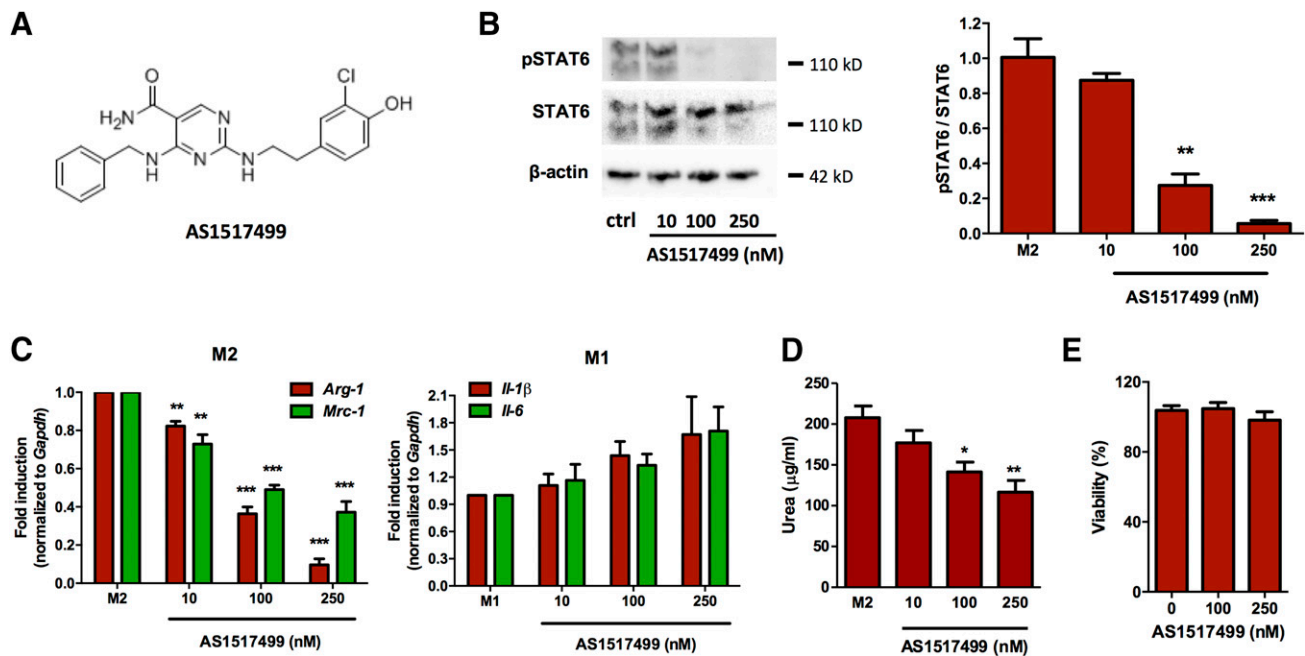 A
O
H₂N
N
N
N
H
N
H
Cl
OH
AS1517499
B
pSTAT6
110 kD
STAT6
110 kD
β-actin
42 kD
ctrl 10 100 250
AS1517499 (nM)
pSTAT6 / STAT6
1.2
1.0
0.8
0.6
0.4
0.2
0.0
**
***
M2 10 100 250
AS1517499 (nM)
C
M2
Fold induction
(normalized to Gapdh)
1.0
0.8
0.6
0.4
0.2
0.0
Arg-1
Mrc-1
** **
*** ***
*** ***
M2 10 100 250
AS1517499 (nM)
M1
Fold induction
(normalized to Gapdh)
2.1
1.8
1.5
1.2
0.9
0.6
0.3
0.0
Il-1β
Il-6
M1 10 100 250
AS1517499 (nM)
D
Urea (µg/ml)
250
200
150
100
50
0
*
**
M2 10 100 250
AS1517499 (nM)
E
Viability (%)
120
80
40
0
0 100 250
AS1517499 (nM)